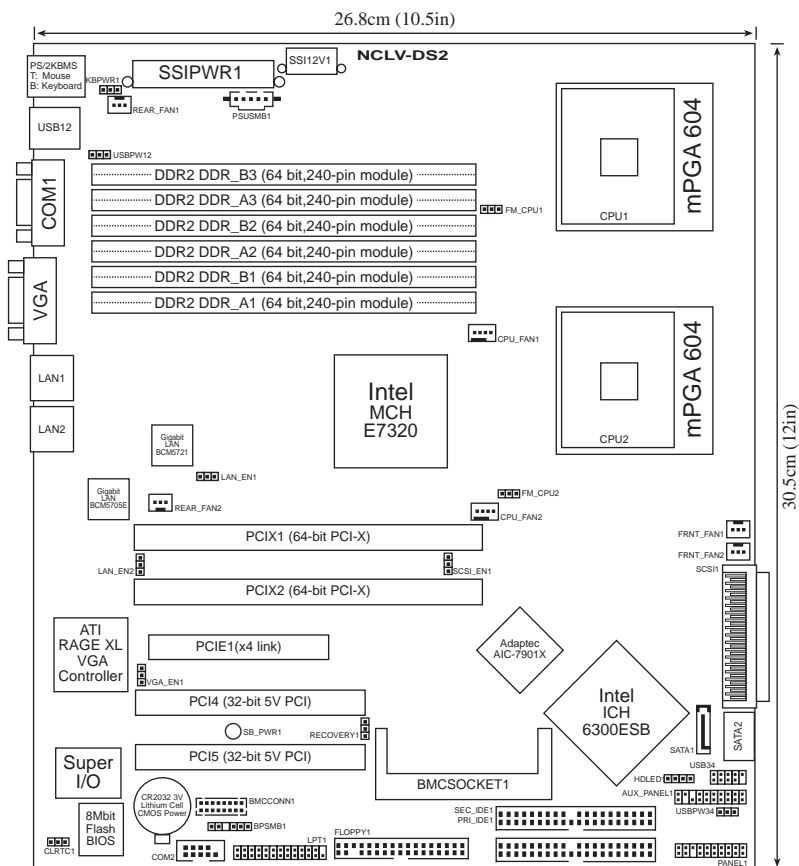 26.8cm (10.5in)
PS/2KBMS
T: Mouse
B: Keyboard
KBPWR1
REAR_FAN1
SSIPWR1
PSUSMB1
SSI12V1
NCLV-DS2
USB12
USBPW12
COM1
DDR2 DDR_B3 (64 bit,240-pin module)
DDR2 DDR_A3 (64 bit,240-pin module)
DDR2 DDR_B2 (64 bit,240-pin module)
DDR2 DDR_A2 (64 bit,240-pin module)
DDR2 DDR_B1 (64 bit,240-pin module)
DDR2 DDR_A1 (64 bit,240-pin module)
FM_CPU1
CPU1
mPGA 604
VGA
CPU_FAN1
LAN1
LAN2
Intel
MCH
E7320
CPU2
mPGA 604
30.5cm (12in)
Gigabit
LAN
BCM5721
LAN_EN1
Gigabit
LAN
BCM5705E
REAR_FAN2
FM_CPU2
CPU_FAN2
FRNT_FAN1
FRNT_FAN2
SCSI1
PCIX1 (64-bit PCI-X)
LAN_EN2
SCSI_EN1
PCIX2 (64-bit PCI-X)
ATI
RAGE XL
VGA
Controller
PCIE1(x4 link)
VGA_EN1
Adaptec
AIC-7901X
Intel
ICH
6300ESB
PCI4 (32-bit 5V PCI)
SB_PWR1
RECOVERY1
PCI5 (32-bit 5V PCI)
SATA1
SATA2
Super
I/O
BMCSOCKET1
USB34
HDLED1
AUX_PANEL1
USBPW34
CR2032 3V
Lithium Cell
CMOS Power
BMCCONN1
8Mbit
Flash
BIOS
BPSMB1
SEC_IDE1
PRI_IDE1
CLRTC1
COM2
LPT1
FLOPPY1
PANEL1